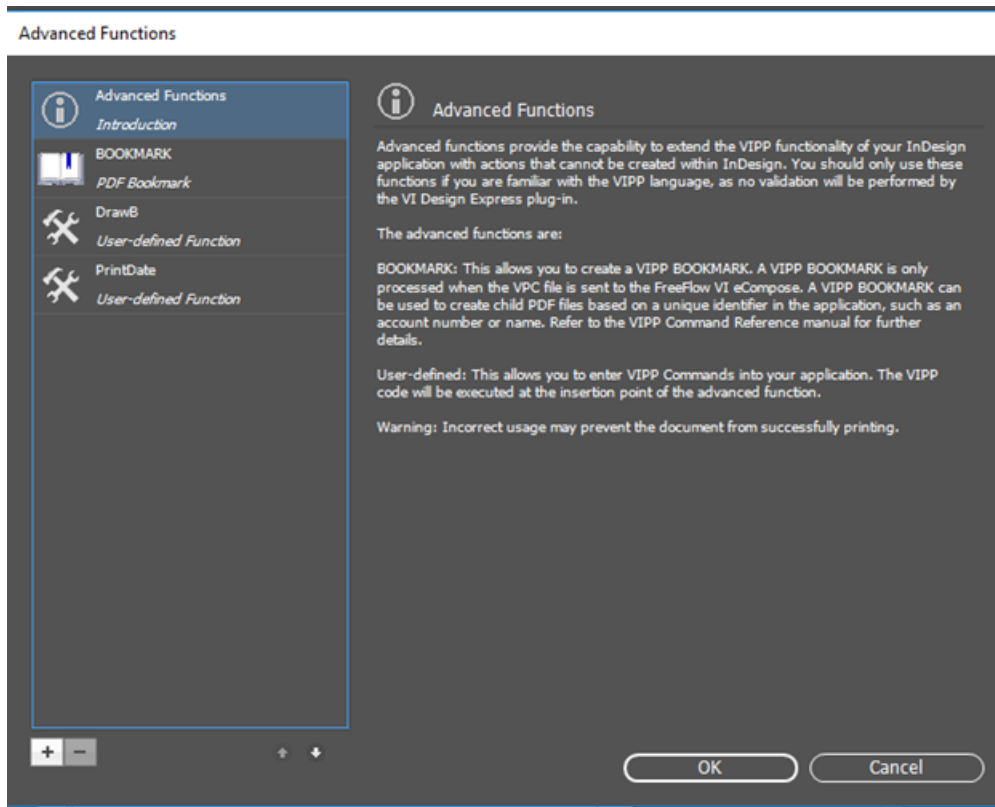 Advanced Functions
Advanced Functions
Introduction
BOOKMARK
PDF Bookmark
DrawB
User-defined Function
PrintDate
User-defined Function
Advanced Functions
Advanced functions provide the capability to extend the VIPP functionality of your InDesign
application with actions that cannot be created within InDesign. You should only use these
functions if you are familiar with the VIPP language, as no validation will be performed by
the VI Design Express plug-in.
The advanced functions are:
BOOKMARK: This allows you to create a VIPP BOOKMARK. A VIPP BOOKMARK is only
processed when the VPC file is sent to the FreeFlow VI eCompose. A VIPP BOOKMARK can
be used to create child PDF files based on a unique identifier in the application, such as an
account number or name. Refer to the VIPP Command Reference manual for further
details.
User-defined: This allows you to enter VIPP Commands into your application. The VIPP
code will be executed at the insertion point of the advanced function.
Warning: Incorrect usage may prevent the document from successfully printing.
OK
Cancel